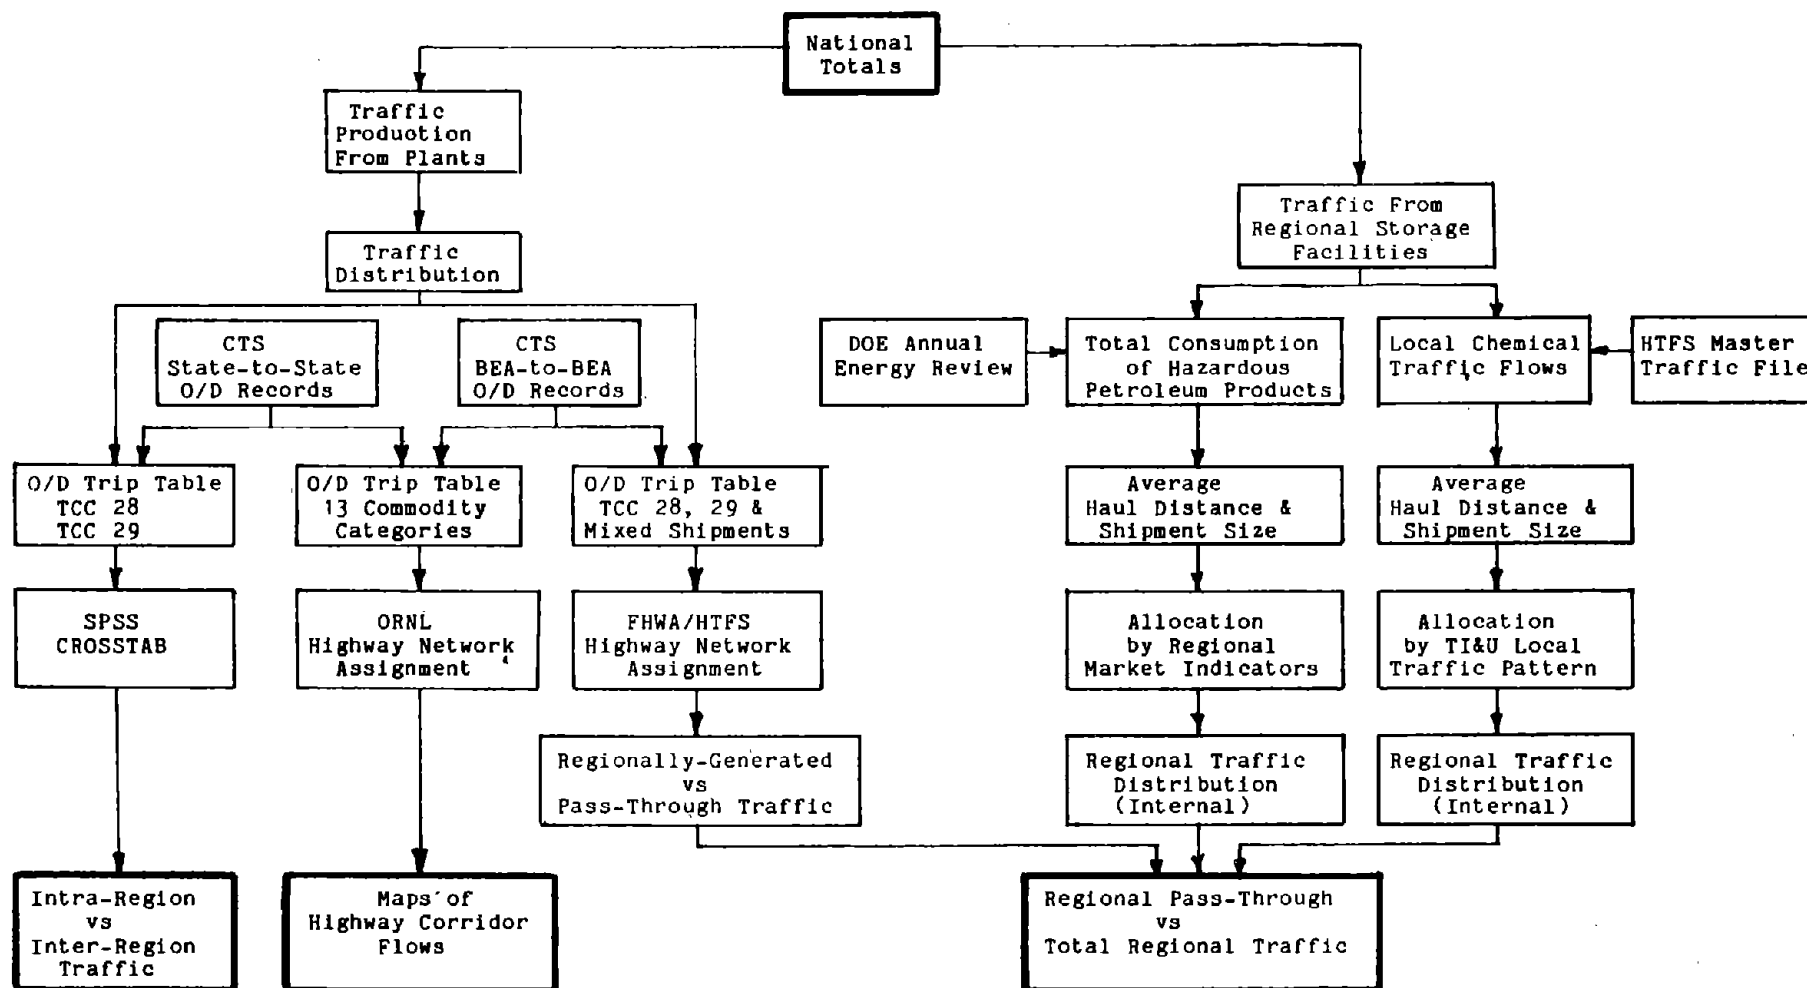 National
Totals
Traffic
Production
From Plants
Traffic From
Regional Storage
Facilities
Traffic
Distribution
CTS
State-to-State
O/D Records
CTS
BEA-to-BEA
O/D Records
DOE Annual
Energy Review
Total Consumption
of Hazardous
Petroleum Products
Local Chemical
Traffic Flows
HTFS Master
Traffic File
O/D Trip Table
TCC 28
TCC 29
O/D Trip Table
13 Commodity
Categories
O/D Trip Table
TCC 28, 29 &
Mixed Shipments
Average
Haul Distance &
Shipment Size
Average
Haul Distance &
Shipment Size
SPSS
CROSSTAB
ORNL
Highway Network
Assignment
FHWA/HTFS
Highway Network
Assignment
Allocation
by Regional
Market Indicators
Allocation
by TI&U Local
Traffic Pattern
Regionally-Generated
vs
Pass-Through Traffic
Regional Traffic
Distribution
(Internal)
Regional Traffic
Distribution
(Internal)
Intra-Region
vs
Inter-Region
Traffic
Maps of
Highway Corridor
Flows
Regional Pass-Through
vs
Total Regional Traffic